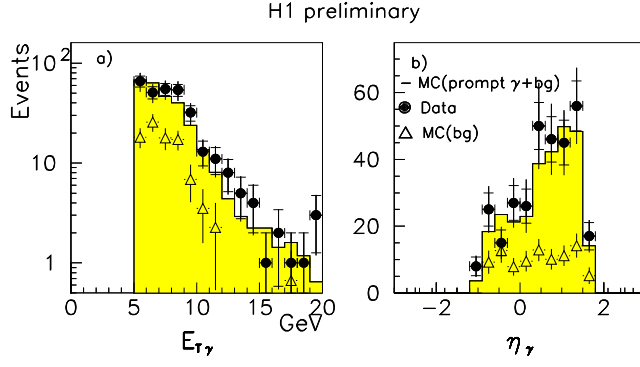 H1 preliminary
Events
a)
10²
10
1
0 5 10 15 20
GeV
E_Tγ
b)
– MC(prompt γ+bg)
● Data
△ MC(bg)
60
40
20
0
−2 0 2
η_γ